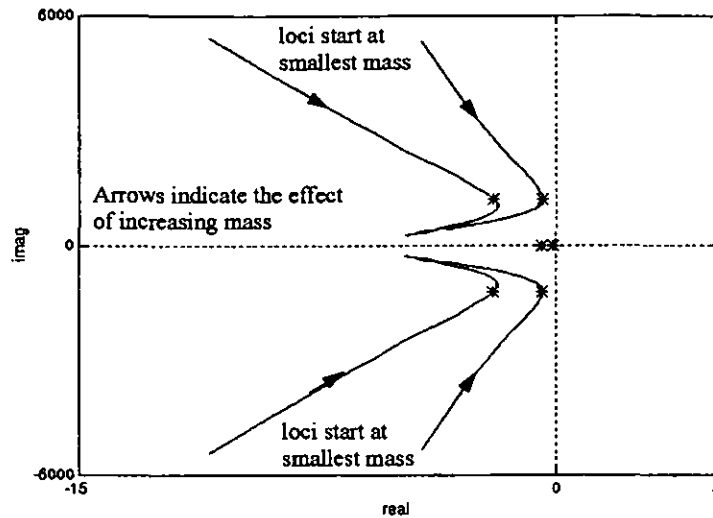 6000
loci start at
smallest mass
Arrows indicate the effect
of increasing mass
imag
0
loci start at
smallest mass
-6000
-15
0
real